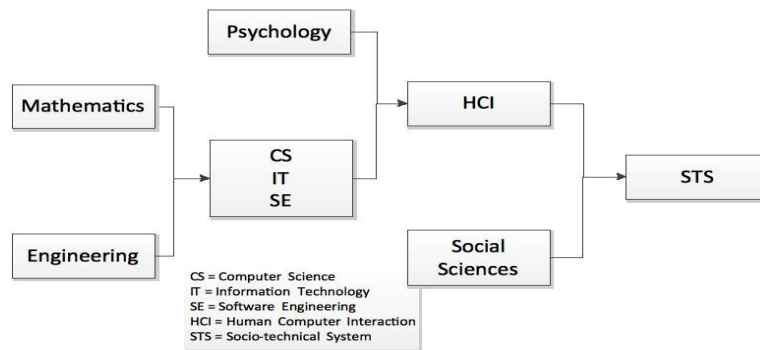 Psychology
Mathematics
HCI
CS
IT
SE
STS
Engineering
Social
Sciences
CS = Computer Science
IT = Information Technology
SE = Software Engineering
HCI = Human Computer Interaction
STS = Socio-technical System